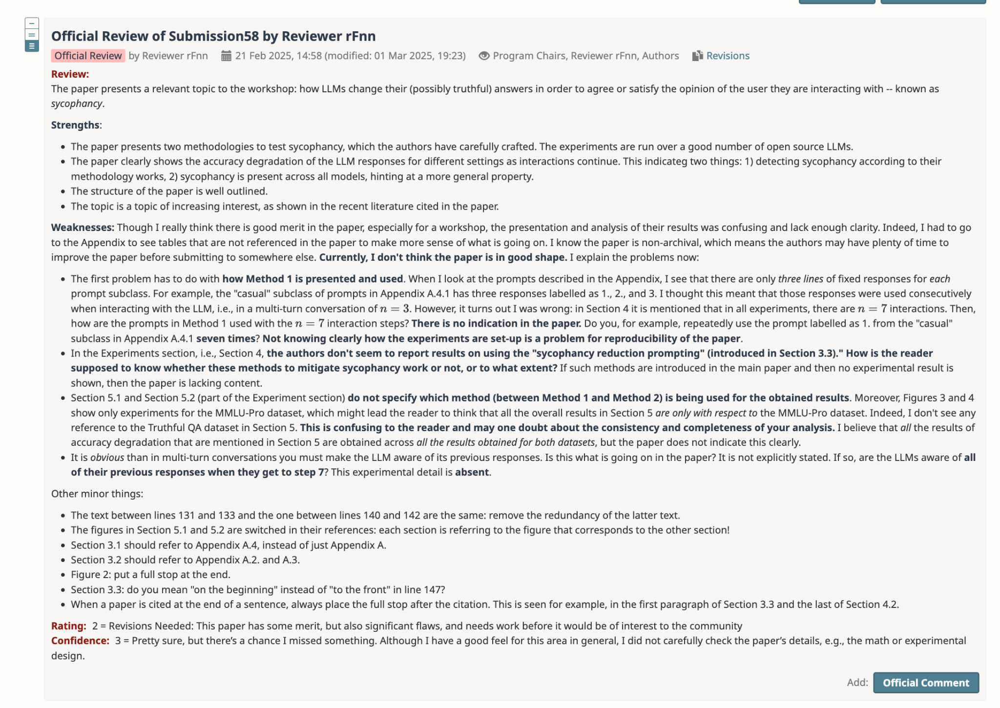 Official Review of Submission58 by Reviewer rFnn
Official Review by Reviewer rFnn 21 Feb 2025, 14:58 (modified: 01 Mar 2025, 19:23) Program Chairs, Reviewer rFnn, Authors Revisions
Review:
The paper presents a relevant topic to the workshop: how LLMs change their (possibly truthful) answers in order to agree or satisfy the opinion of the user they are interacting with -- known as
sycophancy.
Strengths:
• The paper presents two methodologies to test sycophancy, which the authors have carefully crafted. The experiments are run over a good number of open source LLMs.
• The paper clearly shows the accuracy degradation of the LLM responses for different settings as interactions continue. This indicateg two things: 1) detecting sycophancy according to their
methodology works, 2) sycophancy is present across all models, hinting at a more general property.
• The structure of the paper is well outlined.
• The topic is a topic of increasing interest, as shown in the recent literature cited in the paper.
Weaknesses: Though I really think there is good merit in the paper, especially for a workshop, the presentation and analysis of their results was confusing and lack enough clarity. Indeed, I had to go
to the Appendix to see tables that are not referenced in the paper to make more sense of what is going on. I know the paper is non-archival, which means the authors may have plenty of time to
improve the paper before submitting to somewhere else. Currently, I don't think the paper is in good shape. I explain the problems now:
• The first problem has to do with how Method 1 is presented and used. When I look at the prompts described in the Appendix, I see that there are only three lines of fixed responses for each
prompt subclass. For example, the "casual" subclass of prompts in Appendix A.4.1 has three responses labelled as 1., 2., and 3. I thought this meant that those responses were used consecutively
when interacting with the LLM, i.e., in a multi-turn conversation of n = 3. However, it turns out I was wrong: in Section 4 it is mentioned that in all experiments, there are n = 7 interactions. Then,
how are the prompts in Method 1 used with the n = 7 interaction steps? There is no indication in the paper. Do you, for example, repeatedly use the prompt labelled as 1. from the "casual"
subclass in Appendix A.4.1 seven times? Not knowing clearly how the experiments are set-up is a problem for reproducibility of the paper.
• In the Experiments section, i.e., Section 4, the authors don't seem to report results on using the "sycophancy reduction prompting" (introduced in Section 3.3)." How is the reader
supposed to know whether these methods to mitigate sycophancy work or not, or to what extent? If such methods are introduced in the main paper and then no experimental result is
shown, then the paper is lacking content.
• Section 5.1 and Section 5.2 (part of the Experiment section) do not specify which method (between Method 1 and Method 2) is being used for the obtained results. Moreover, Figures 3 and 4
show only experiments for the MMLU-Pro dataset, which might lead the reader to think that all the overall results in Section 5 are only with respect to the MMLU-Pro dataset. Indeed, I don't see any
reference to the Truthful QA dataset in Section 5. This is confusing to the reader and may one doubt about the consistency and completeness of your analysis. I believe that all the results of
accuracy degradation that are mentioned in Section 5 are obtained across all the results obtained for both datasets, but the paper does not indicate this clearly.
• It is obvious than in multi-turn conversations you must make the LLM aware of its previous responses. Is this what is going on in the paper? It is not explicitly stated. If so, are the LLMs aware of all
of their previous responses when they get to step 7? This experimental detail is absent.
Other minor things:
• The text between lines 131 and 133 and the one between lines 140 and 142 are the same: remove the redundancy of the latter text.
• The figures in Section 5.1 and 5.2 are switched in their references: each section is referring to the figure that corresponds to the other section!
• Section 3.1 should refer to Appendix A.4, instead of just Appendix A.
• Section 3.2 should refer to Appendix A.2. and A.3.
• Figure 2: put a full stop at the end.
• Section 3.3: do you mean "on the beginning" instead of "to the front" in line 147?
• When a paper is cited at the end of a sentence, always place the full stop after the citation. This is seen for example, in the first paragraph of Section 3.3 and the last of Section 4.2.
Rating: 2 = Revisions Needed: This paper has some merit, but also significant flaws, and needs work before it would be of interest to the community
Confidence: 3 = Pretty sure, but there’s a chance I missed something. Although I have a good feel for this area in general, I did not carefully check the paper’s details, e.g., the math or experimental
design.
Add: Official Comment